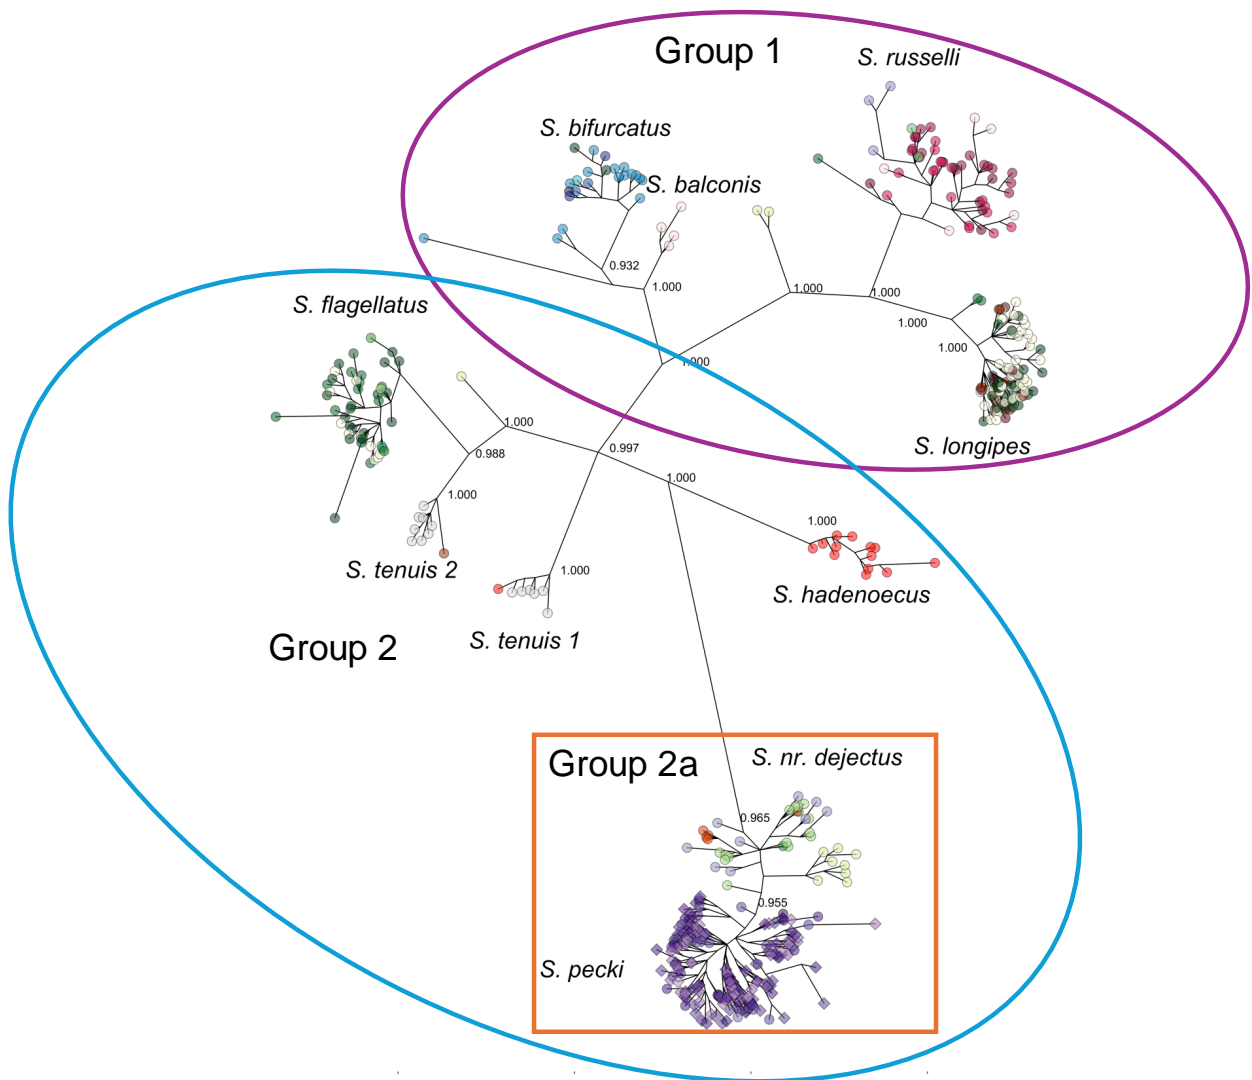 Group 1
S. russelli
S. bifurcatus
S. balconis
0.932
1.000
1.000
1.000
S. flagellatus
1.000
1.000
1.000
1.000
0.997
S. longipes
0.988
1.000
1.000
1.000
S. tenuis 2
1.000
S. hadenoecus
S. tenuis 1
Group 2
Group 2a
S. nr. dejectus
0.965
0.955
S. pecki